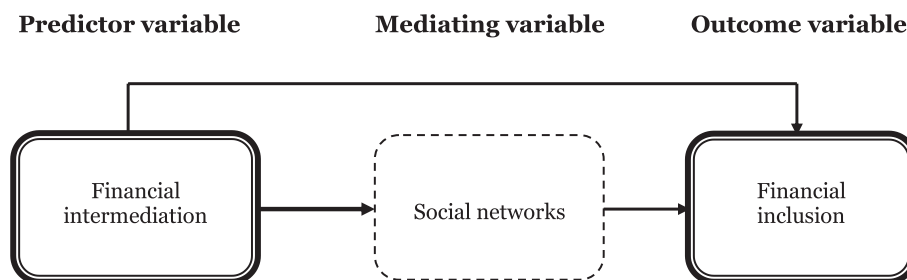 Predictor variable
Mediating variable
Outcome variable
Financial
intermediation
Social networks
Financial
inclusion